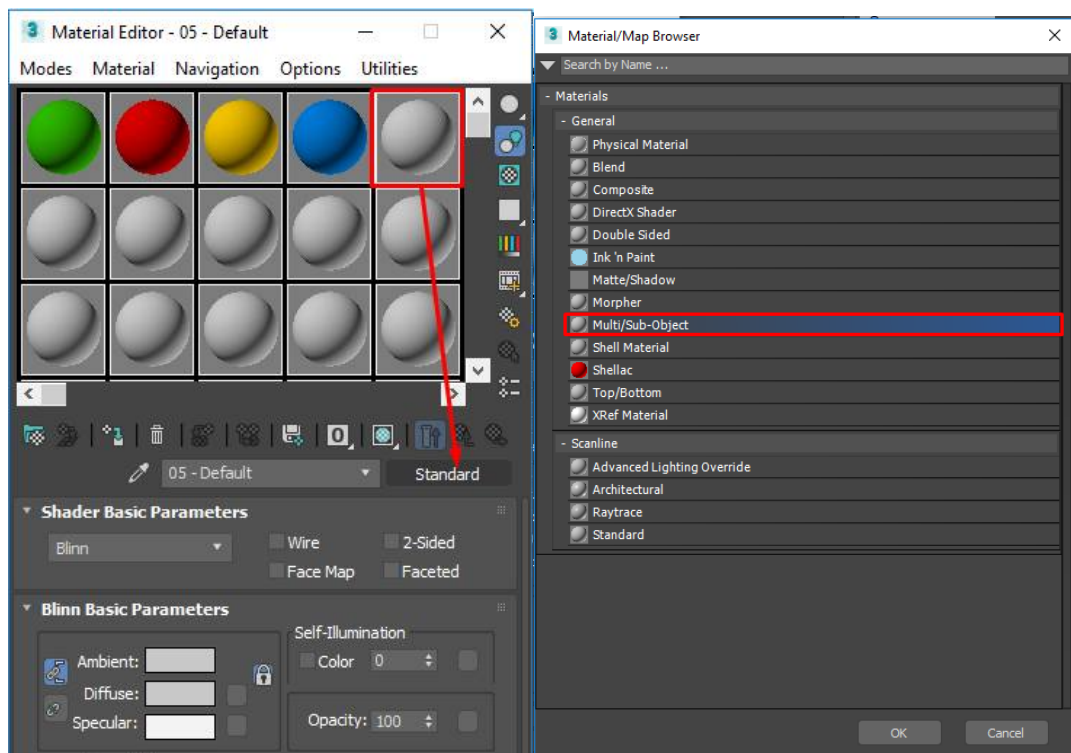 Material Editor - 05 - Default
Modes Material Navigation Options Utilities
05 - Default
Standard
Shader Basic Parameters
Blinn
Wire
2-Sided
Face Map
Faceted
Blinn Basic Parameters
Self-Illumination
Ambient:
Color 0
Diffuse:
Specular:
Opacity: 100
Material/Map Browser
Search by Name ...
- Materials
- General
Physical Material
Blend
Composite
DirectX Shader
Double Sided
Ink 'n Paint
Matte/Shadow
Morpher
Multi/Sub-Object
Shell Material
Shellac
Top/Bottom
XRef Material
- Scanline
Advanced Lighting Override
Architectural
Raytrace
Standard
OK
Cancel